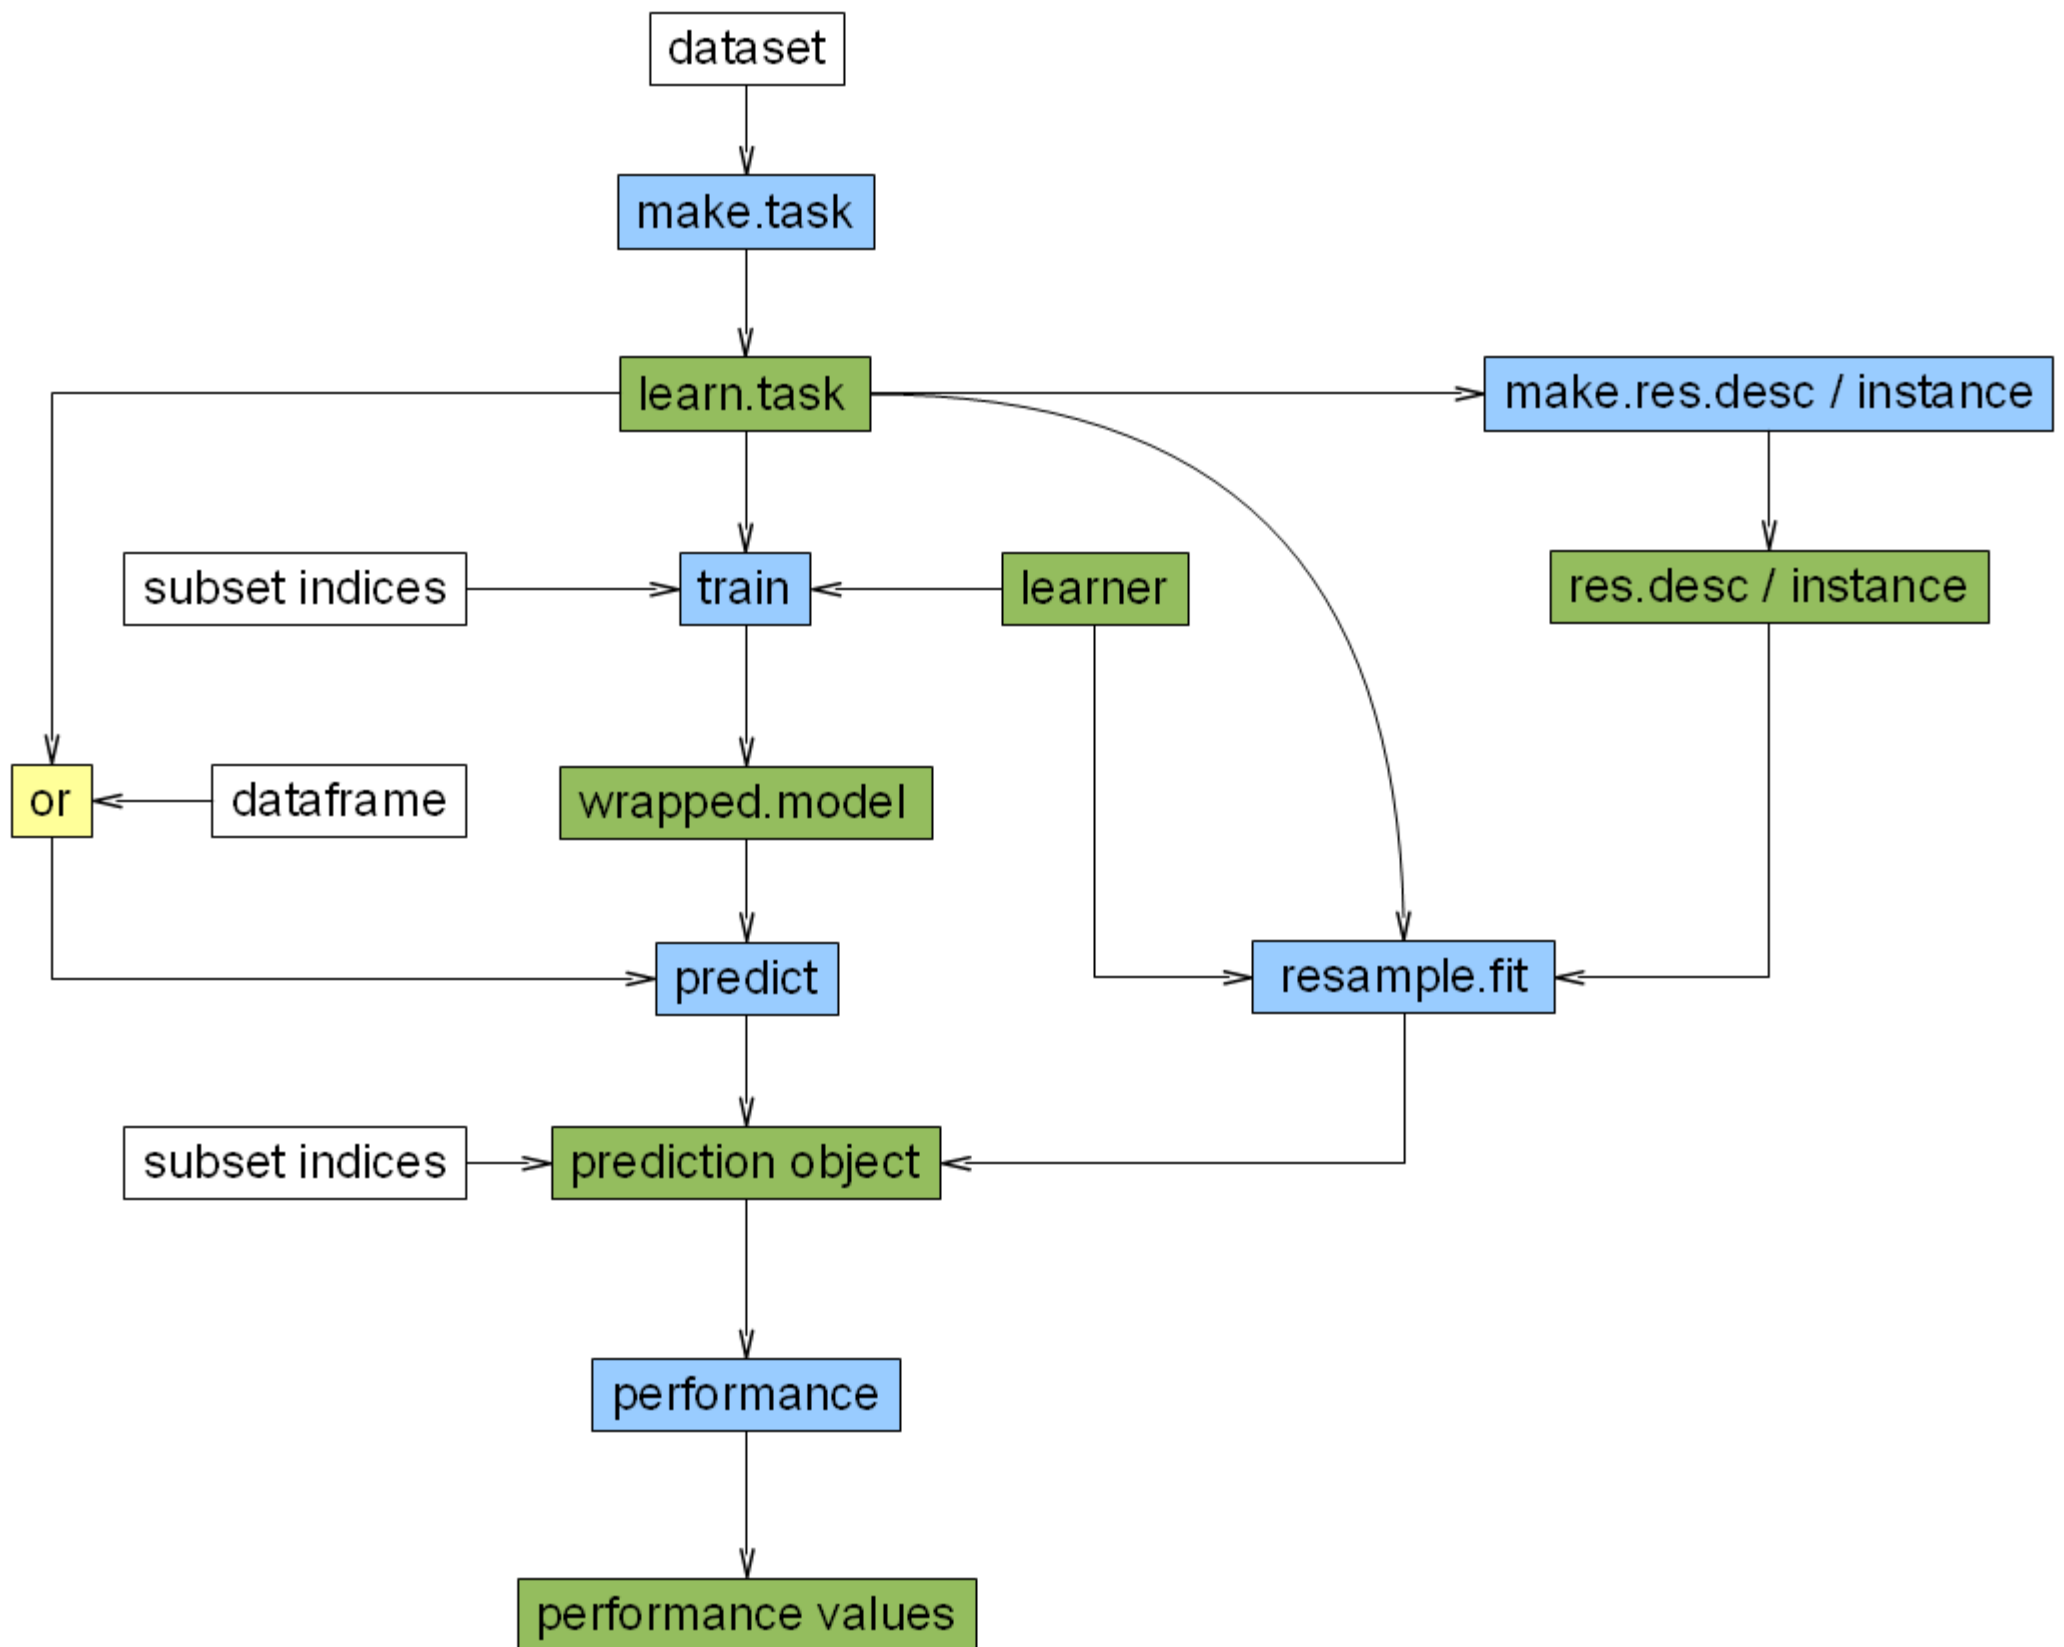 dataset
make.task
learn.task
make.res.desc / instance
subset indices
train
learner
res.desc / instance
or
dataframe
wrapped.model
predict
resample.fit
subset indices
prediction object
performance
performance values